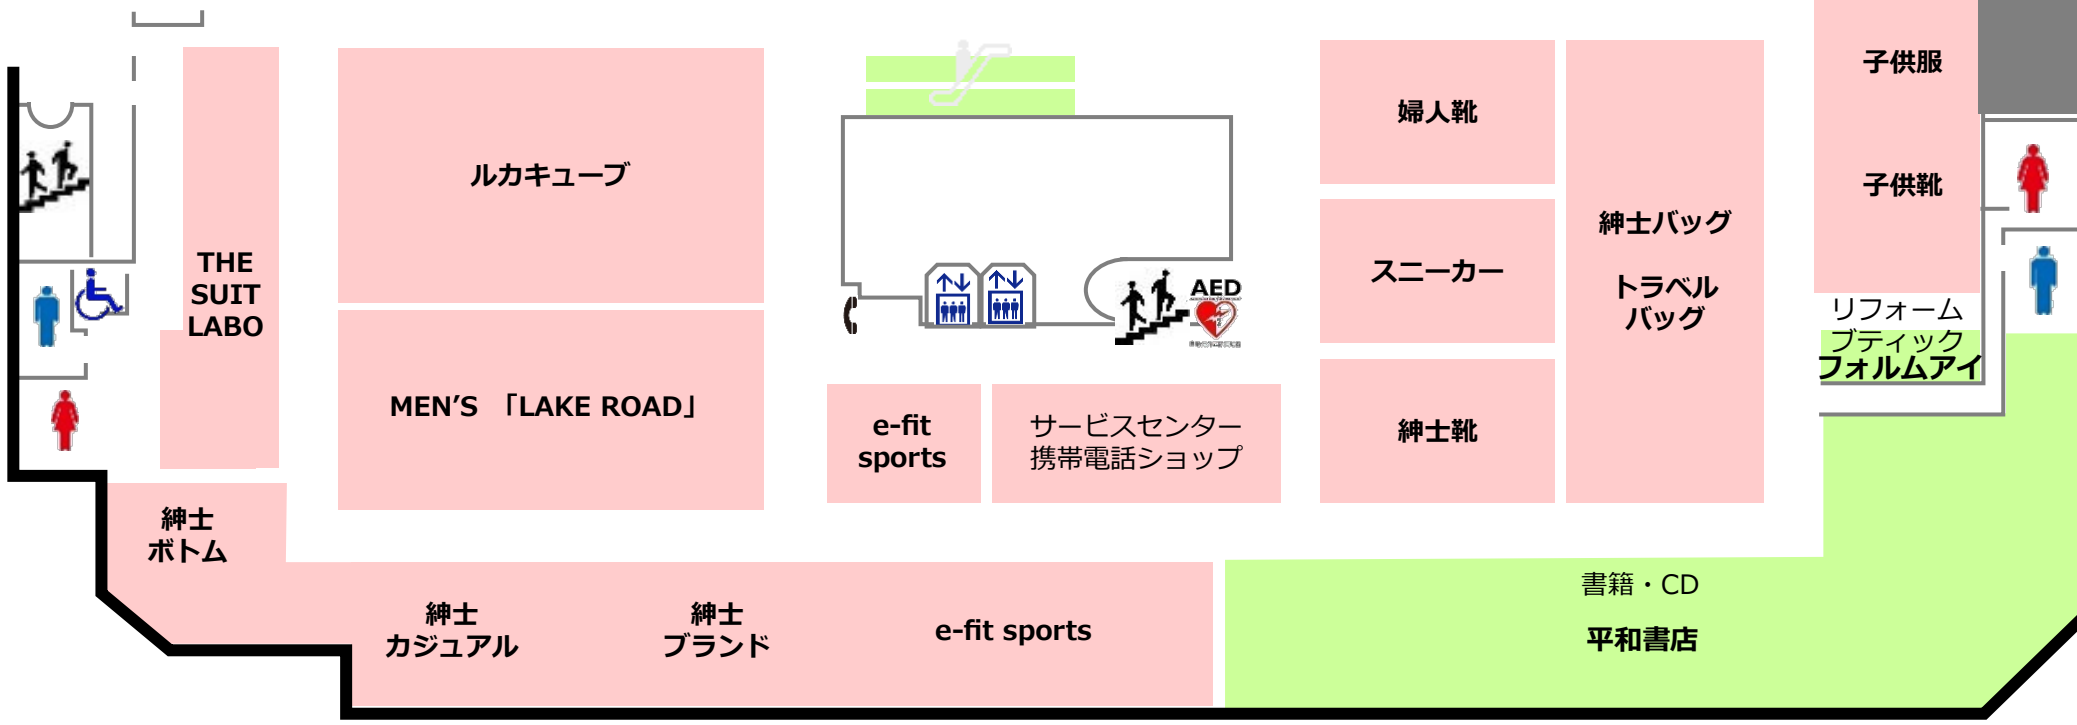 THE
SUIT
LABO
ルカキューブ
MEN’S 「LAKE ROAD」
紳士
ボトム
紳士
カジュアル
紳士
ブランド
e-fit sports
AED
e-fit
sports
サービスセンター
携帯電話ショップ
婦人靴
スニーカー
紳士靴
紳士バッグ
トラベル
バッグ
子供服
子供靴
リフォーム
ブティック
フォルムアイ
書籍・CD
平和書店